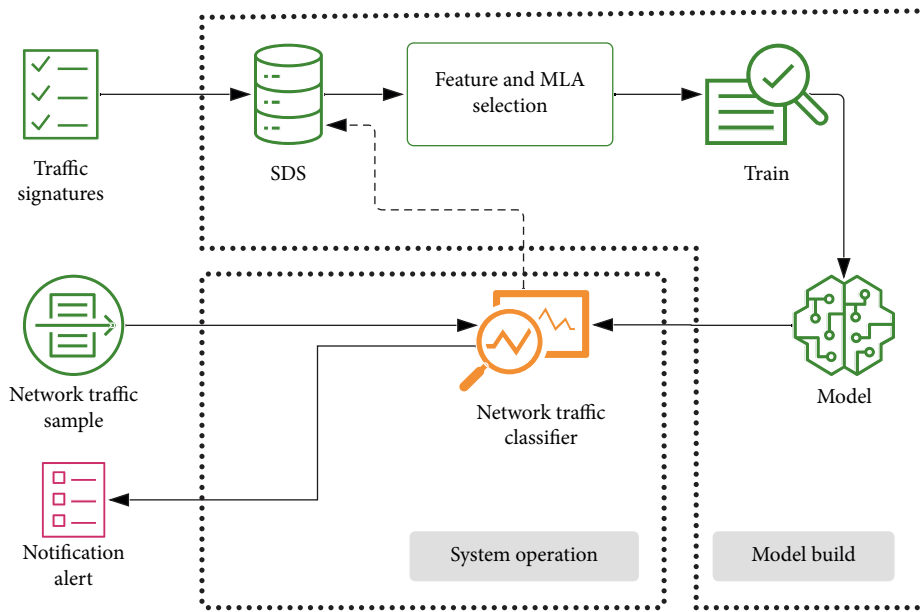 Feature and MLA
selection
Traffic
signatures
SDS
Train
Network traffic
sample
Network traffic
classifier
Model
Notification
alert
System operation
Model build